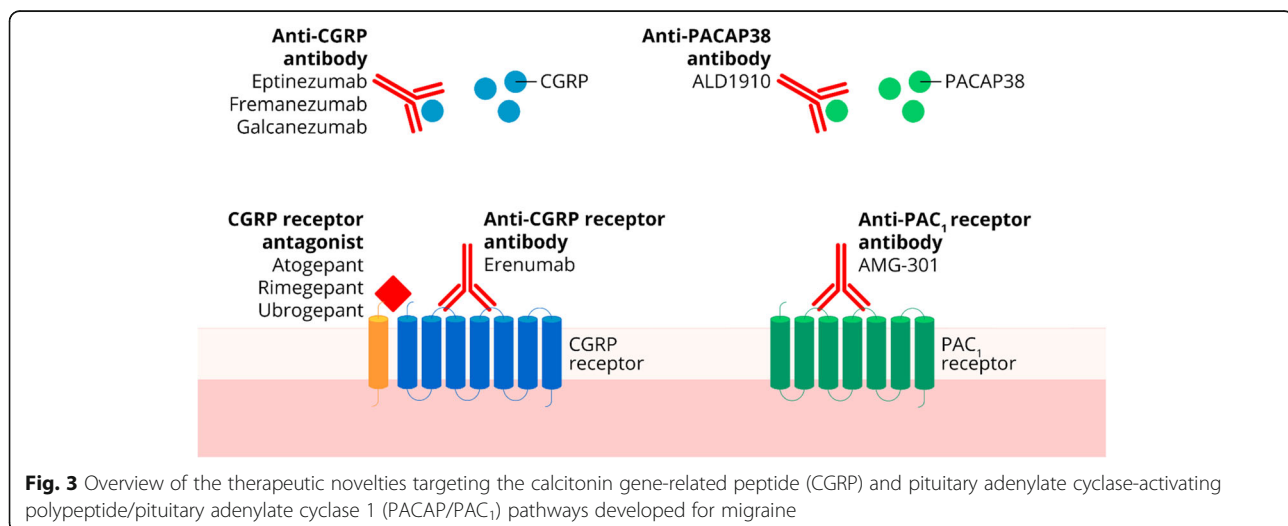 Anti-CGRP
antibody
Eptinezumab
Fremanezumab
Galcanezumab
CGRP
Anti-PACAP38
antibody
ALD1910
PACAP38
CGRP receptor
antagonist
Atogepant
Rimegepant
Ubrogepant
Anti-CGRP receptor
antibody
Erenumab
CGRP
receptor
Anti-PAC₁ receptor
antibody
AMG-301
PAC₁
receptor
Fig. 3 Overview of the therapeutic novelties targeting the calcitonin gene-related peptide (CGRP) and pituitary adenylate cyclase-activating
polypeptide/pituitary adenylate cyclase 1 (PACAP/PAC₁) pathways developed for migraine